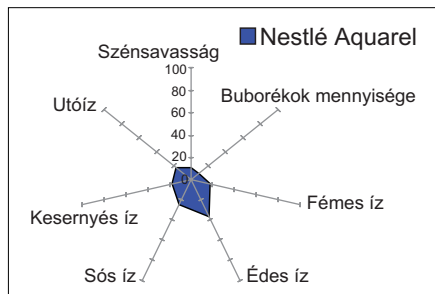 Nestlé Aquarel
Szénsavasság
100
80
60
40
20
0
Buborékok mennyisége
Fémes íz
Édes íz
Sós íz
Kesernyés íz
Utóíz